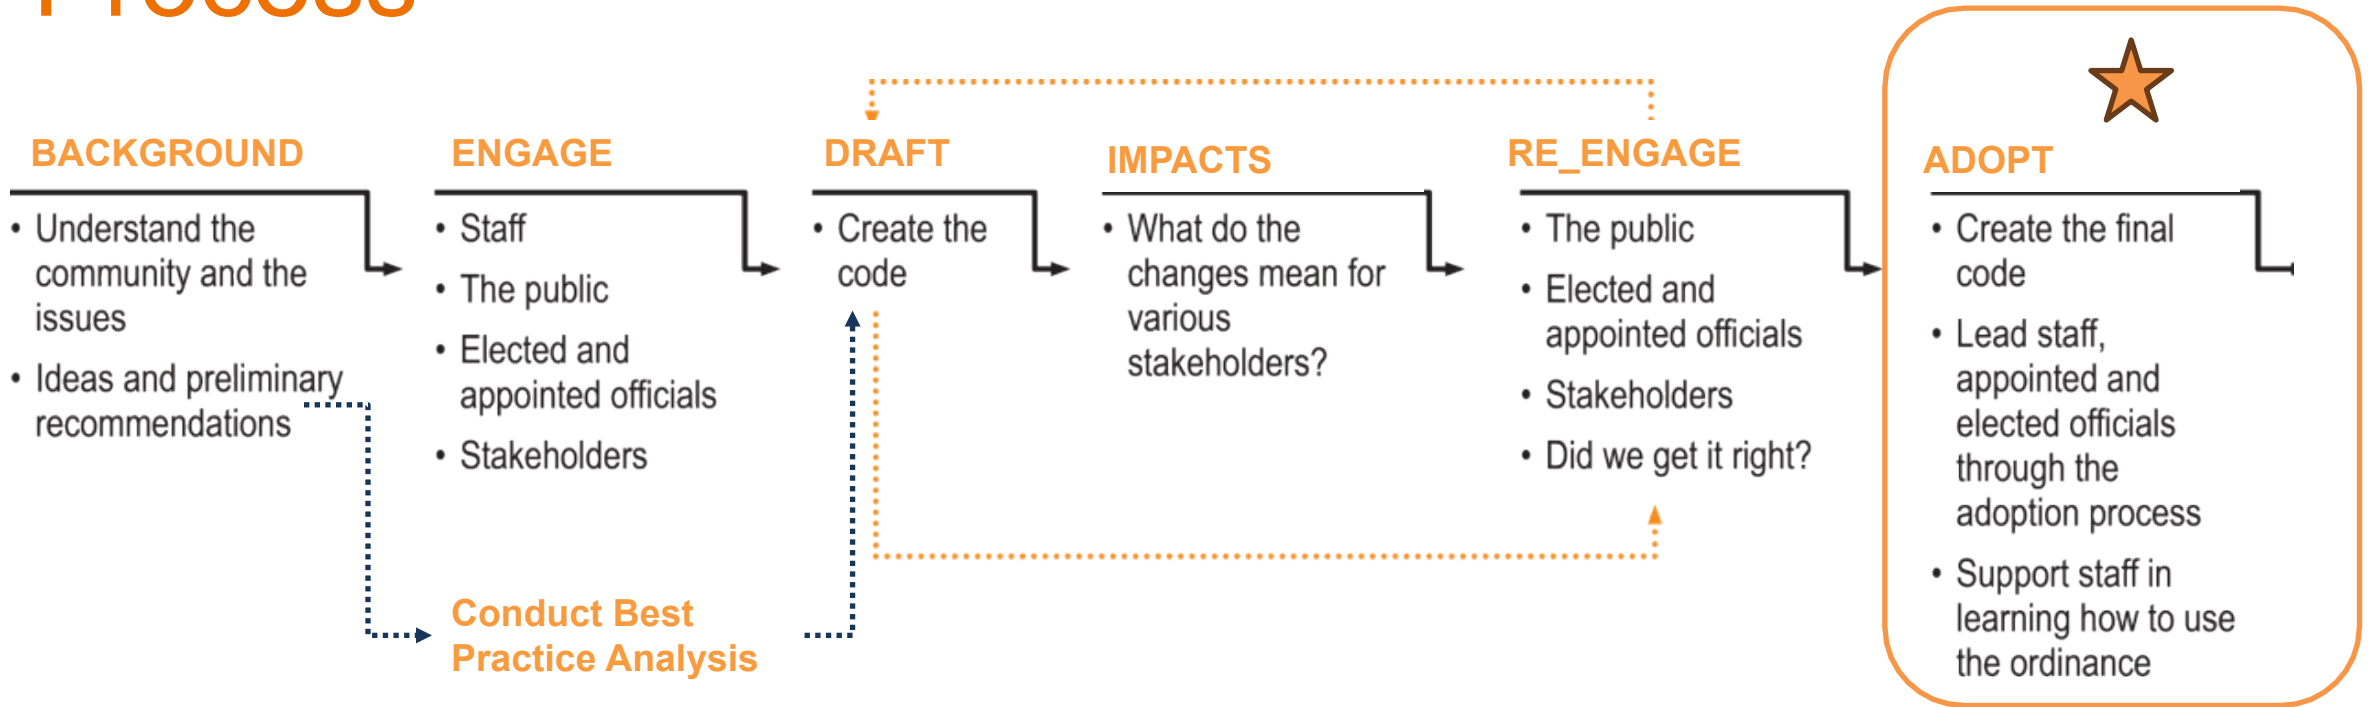 Process
BACKGROUND
• Understand the
community and the
issues
• Ideas and preliminary
recommendations
ENGAGE
• Staff
• The public
• Elected and
appointed officials
• Stakeholders
Conduct Best
Practice Analysis
DRAFT
• Create the
code
IMPACTS
• What do the
changes mean for
various
stakeholders?
RE_ENGAGE
• The public
• Elected and
appointed officials
• Stakeholders
• Did we get it right?
ADOPT
• Create the final
code
• Lead staff,
appointed and
elected officials
through the
adoption process
• Support staff in
learning how to use
the ordinance